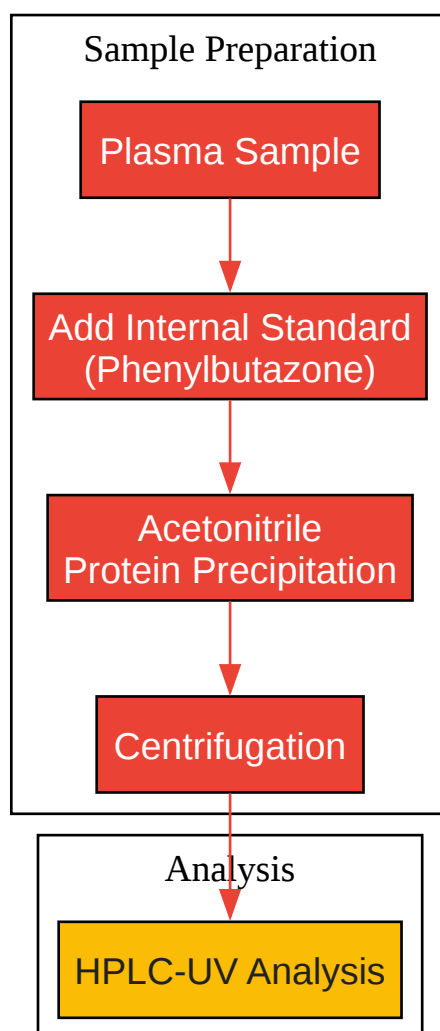 Sample Preparation
Plasma Sample
Add Internal Standard
(Phenylbutazone)
Acetonitrile
Protein Precipitation
Centrifugation
Analysis
HPLC-UV Analysis